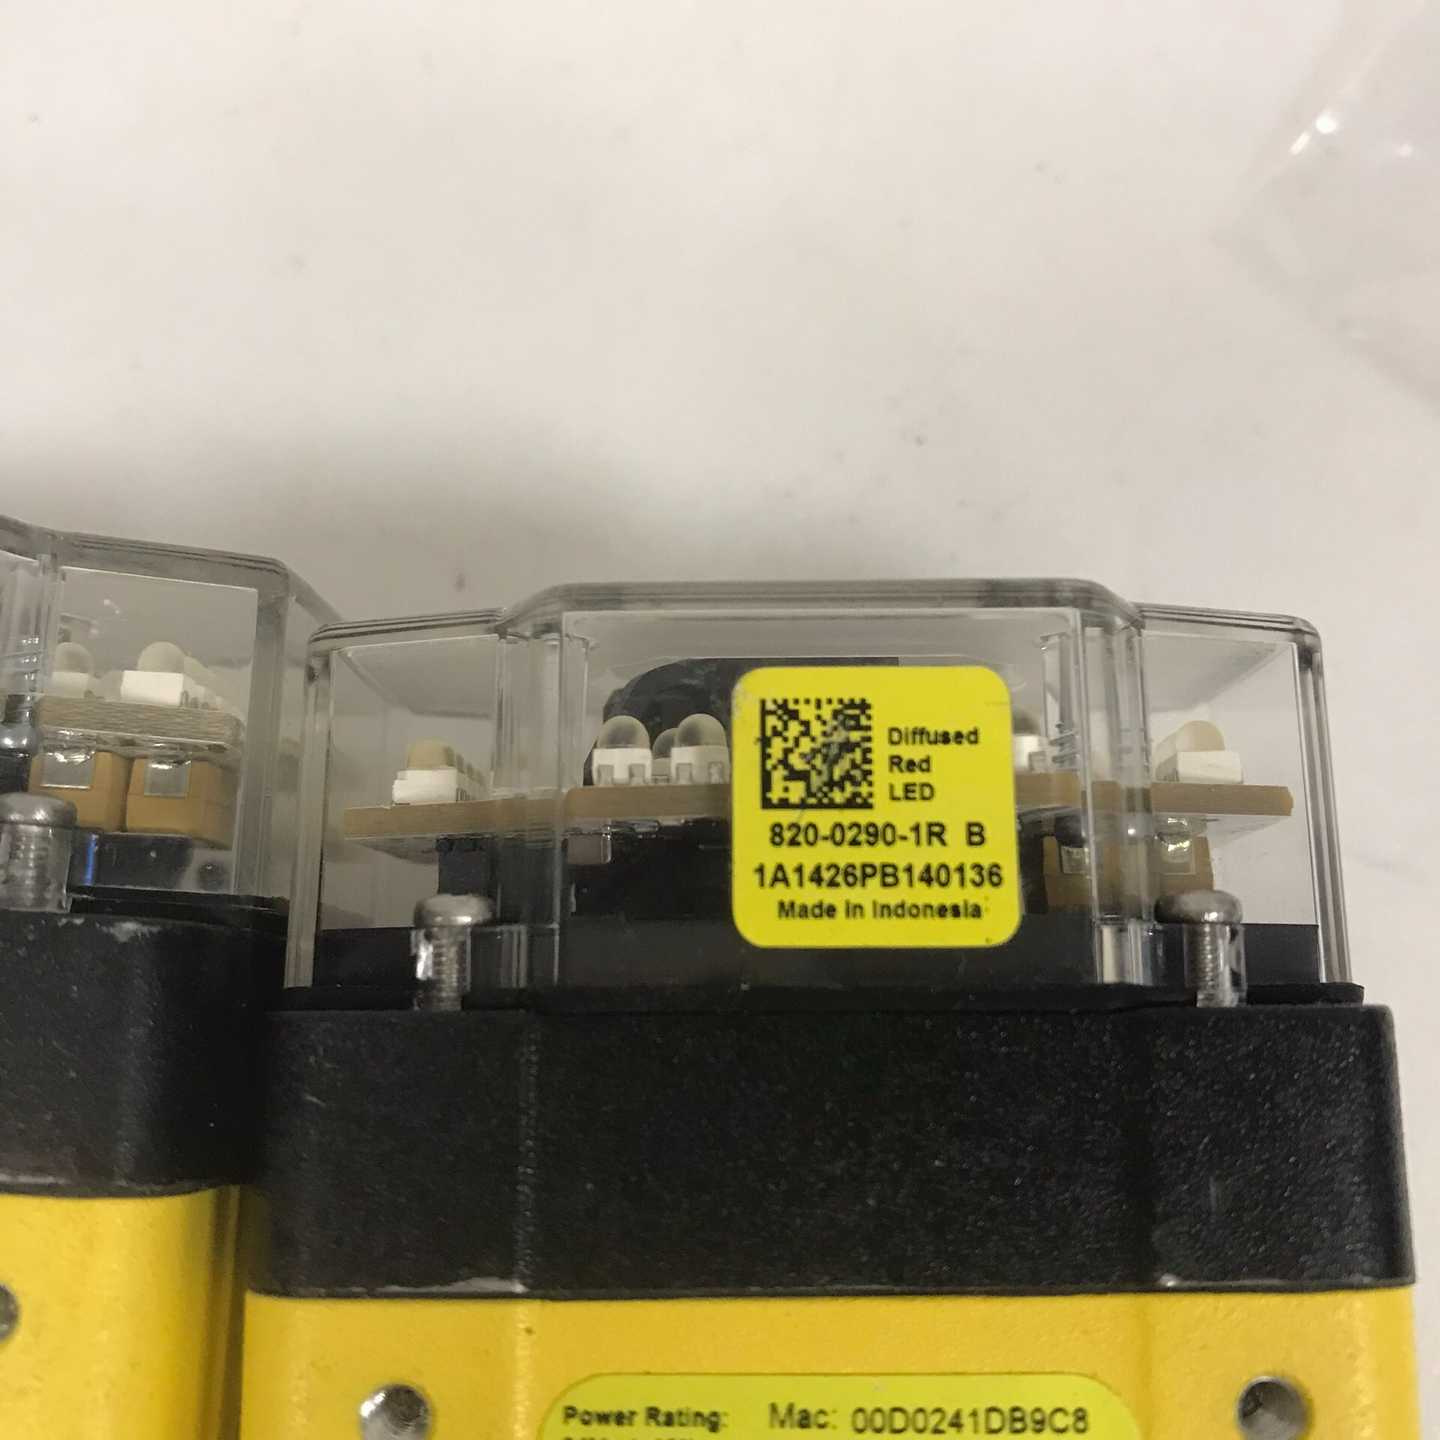 Diffused
Red
LED
820-0290-1R B
1A1426PB140136
Made in Indonesia
Power Rating: Mac: 00D0241DB9C8